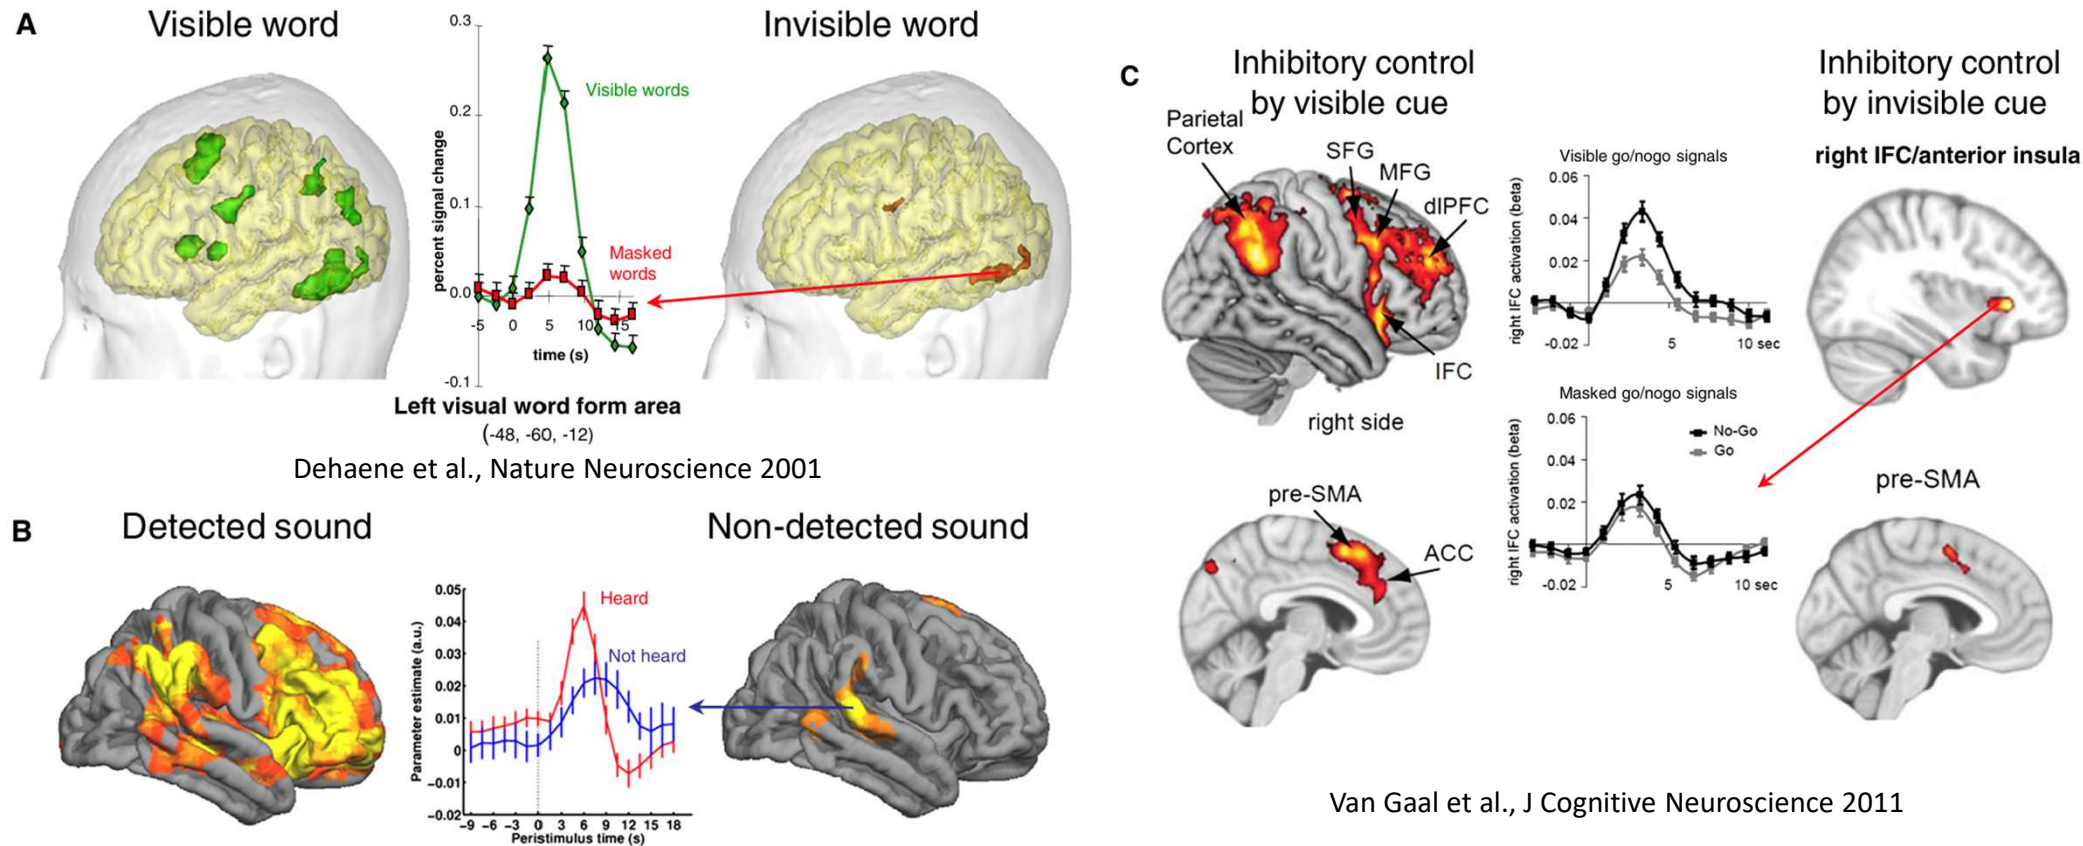 A
Visible word
Invisible word
0.3
0.2
0.1
0.0
-0.1
percent signal change
Visible words
Masked
words
-5 0 5 10 15
time (s)
Left visual word form area
(-48, -60, -12)
Dehaene et al., Nature Neuroscience 2001
B
Detected sound
Non-detected sound
0.05
0.04
0.03
0.02
0.01
0
−0.01
−0.02
Parameter estimate (a.u.)
Heard
Not heard
−9 −6 −3 0 3 6 9 12 15 18
Peristimulus time (s)
C
Inhibitory control
by visible cue
Inhibitory control
by invisible cue
Parietal
Cortex
SFG
MFG
dlPFC
IFC
right side
Visible go/nogo signals
0.06
0.04
0.02
-0.02
right IFC activation (beta)
5 10 sec
right IFC/anterior insula
Masked go/nogo signals
0.06
0.04
0.02
-0.02
right IFC activation (beta)
No-Go
Go
5 10 sec
pre-SMA
ACC
pre-SMA
Van Gaal et al., J Cognitive Neuroscience 2011